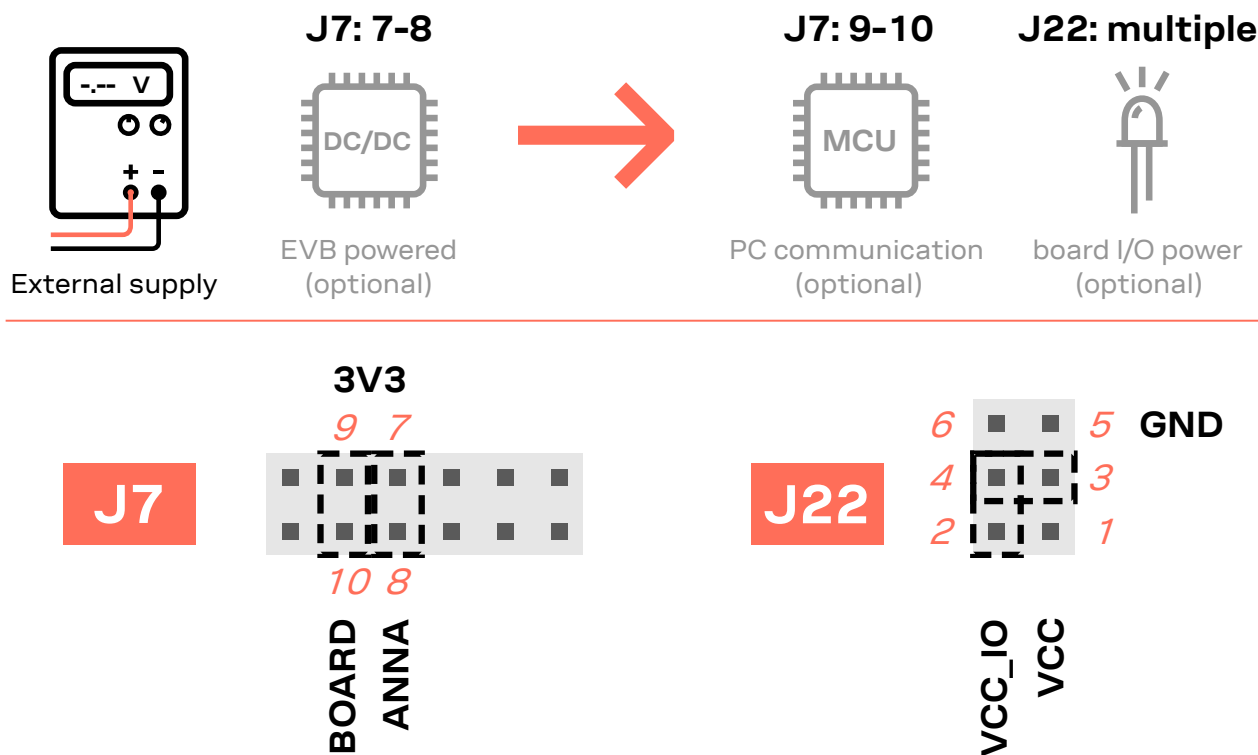 J7: 7-8
J7: 9-10
J22: multiple
-.-- V
+ -
DC/DC
MCU
External supply
EVB powered
(optional)
PC communication
(optional)
board I/O power
(optional)
3V3
9 7
J7
10 8
BOARD
ANNA
J22
6 5 GND
4 3
2 1
VCC_IO
VCC